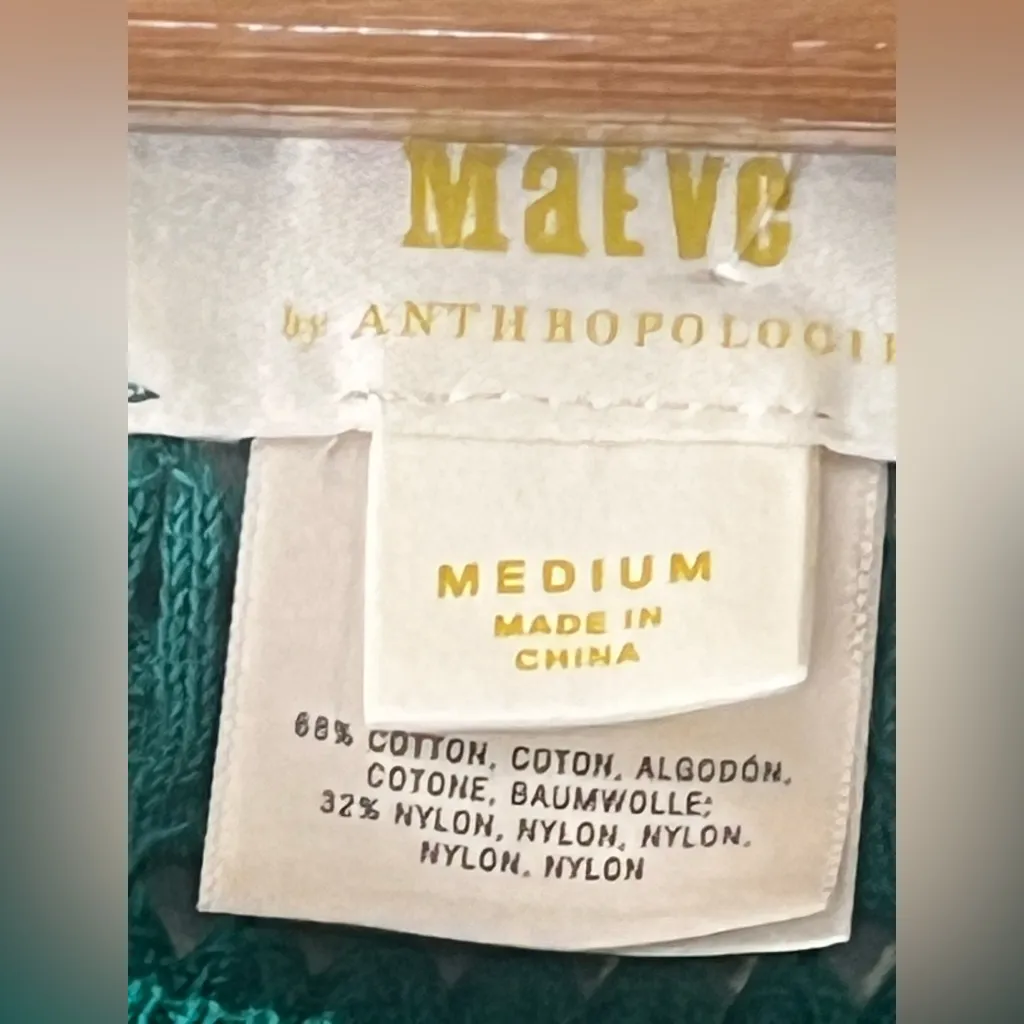 MaEVe
by ANTHROPOLOGIE
MEDIUM
MADE IN
CHINA
68% COTTON, COTON, ALGODÓN,
COTONE, BAUMWOLLE;
32% NYLON, NYLON, NYLON,
NYLON, NYLON